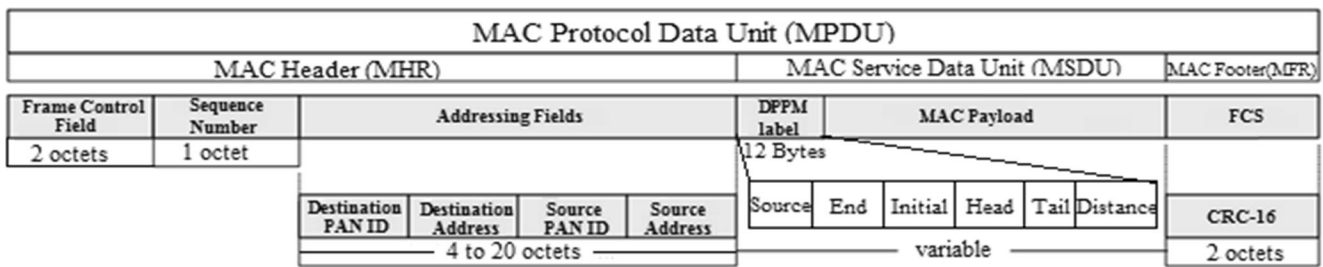 MAC Protocol Data Unit (MPDU)
MAC Header (MHR)
MAC Service Data Unit (MSDU)
MAC Footer(MFR)
Frame Control
Field
Sequence
Number
Addressing Fields
DPPM
label
MAC Payload
FCS
2 octets
1 octet
12 Bytes
Destination
PAN ID
Destination
Address
Source
PAN ID
Source
Address
Source
End
Initial
Head
Tail
Distance
CRC-16
4 to 20 octets
variable
2 octets